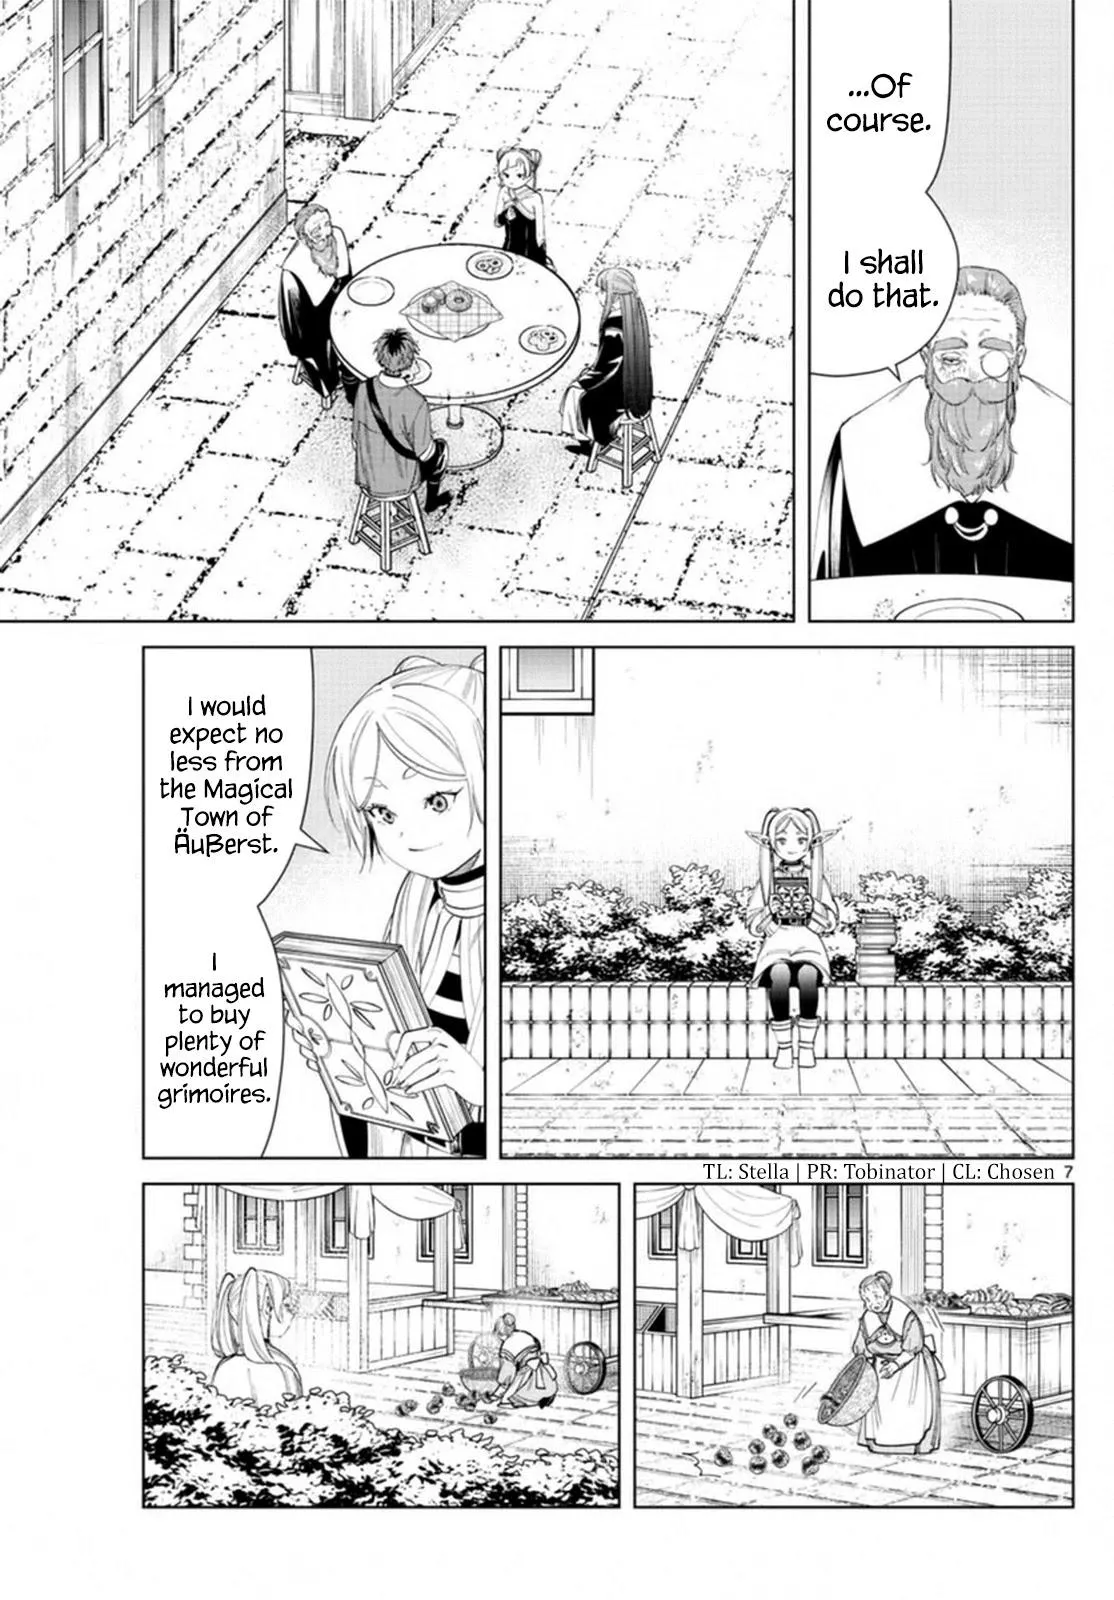 ...Of
course.
I shall
do that.
I would
expect no
less from
the Magical
Town of
Äußerst.
I
managed
to buy
plenty of
wonderful
grimoires.
TL: Stella | PR: Tobinator | CL: Chosen 7